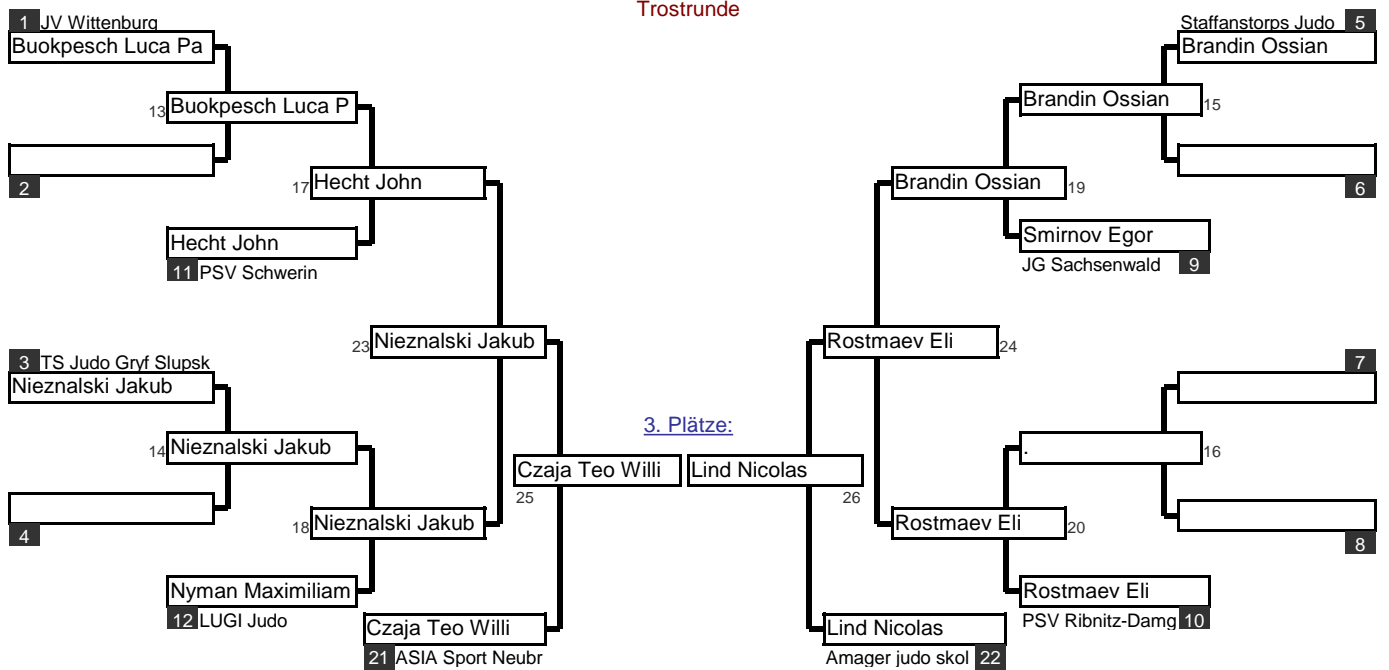 Trostrunde
1 JV Wittenburg
Buokpesch Luca Pa
13 Buokpesch Luca P
2
17 Hecht John
Hecht John
11 PSV Schwerin
23 Nieznalski Jakub
3 TS Judo Gryf Slupsk
Nieznalski Jakub
14 Nieznalski Jakub
4
18 Nieznalski Jakub
Nyman Maximiliam
12 LUGI Judo
Czaja Teo Willi
21 ASIA Sport Neubr
3. Plätze:
Czaja Teo Willi
25
Lind Nicolas
26
Staffanstorps Judo 5
Brandin Ossian
Brandin Ossian 15
6
Brandin Ossian 19
Smirnov Egor
JG Sachsenwald 9
Rostmaev Eli 24
7
. 16
8
Rostmaev Eli 20
Rostmaev Eli
PSV Ribnitz-Damg 10
Lind Nicolas
Amager judo skol 22